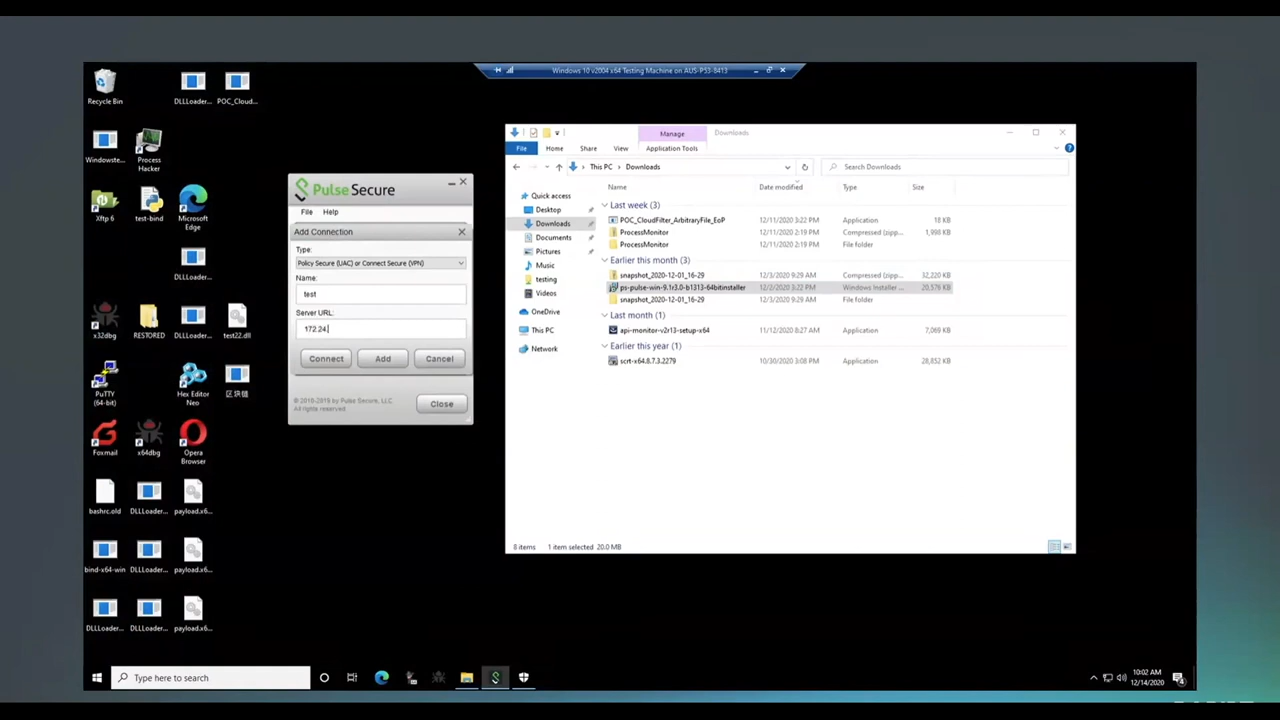 Windows 10 v2004 x64 Testing Machine on AUS-P53-8413
Recycle Bin
DLLLoader...
POC_Cloud...
Windowste...
Process Hacker
Xftp 6
test-bind
Microsoft Edge
DLLLoader...
x32dbg
RESTORED
DLLLoader...
test22.dll
PuTTY (64-bit)
Hex Editor Neo
区块链
Foxmail
x64dbg
Opera Browser
bashrc.old
DLLLoader...
payload.x6...
bind-x64-win
DLLLoader...
payload.x6...
DLLLoader...
DLLLoader...
payload.x6...
Pulse Secure
File Help
Add Connection
Type:
Policy Secure (UAC) or Connect Secure (VPN)
Name:
test
Server URL:
172.24.
Connect Add Cancel
© 2010-2015 by Pulse Secure, LLC.
All rights reserved.
Close
Manage Downloads
File Home Share View Application Tools
This PC > Downloads
Search Downloads
Name Date modified Type Size
Quick access
Desktop
Downloads
Documents
Pictures
Music
testing
Videos
OneDrive
This PC
Network
Last week (3)
POC_CloudFilter_ArbitraryFile_EoP 12/11/2020 3:22 PM Application 18 KB
ProcessMonitor 12/11/2020 2:19 PM Compressed (zipp... 1,998 KB
ProcessMonitor 12/11/2020 2:19 PM File folder
Earlier this month (3)
snapshot_2020-12-01_16-29 12/3/2020 9:29 AM Compressed (zipp... 32,220 KB
ps-pulse-win-9.1r3.0-b1313-64bitinstaller 12/2/2020 3:22 PM Windows Installer ... 20,576 KB
snapshot_2020-12-01_16-29 12/3/2020 9:29 AM File folder
Last month (1)
api-monitor-v2r13-setup-x64 11/12/2020 8:27 AM Application 7,069 KB
Earlier this year (1)
scrt-x64.8.7.3.2279 10/30/2020 3:08 PM Application 28,852 KB
8 items 1 item selected 20.0 MB
Type here to search
10:02 AM
12/14/2020
4